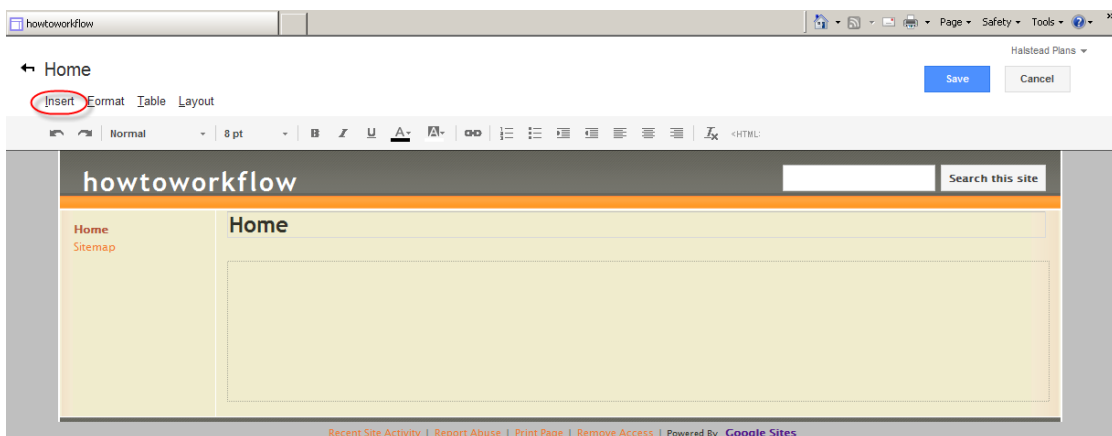 howtoworkflow Page Safety Tools
Halstead Plans
Home Save Cancel
Insert Format Table Layout
Normal 8 pt B I U A A <HTML>
howtoworkflow Search this site
Home Home
Sitemap
Recent Site Activity | Report Abuse | Print Page | Remove Access | Powered By Google Sites